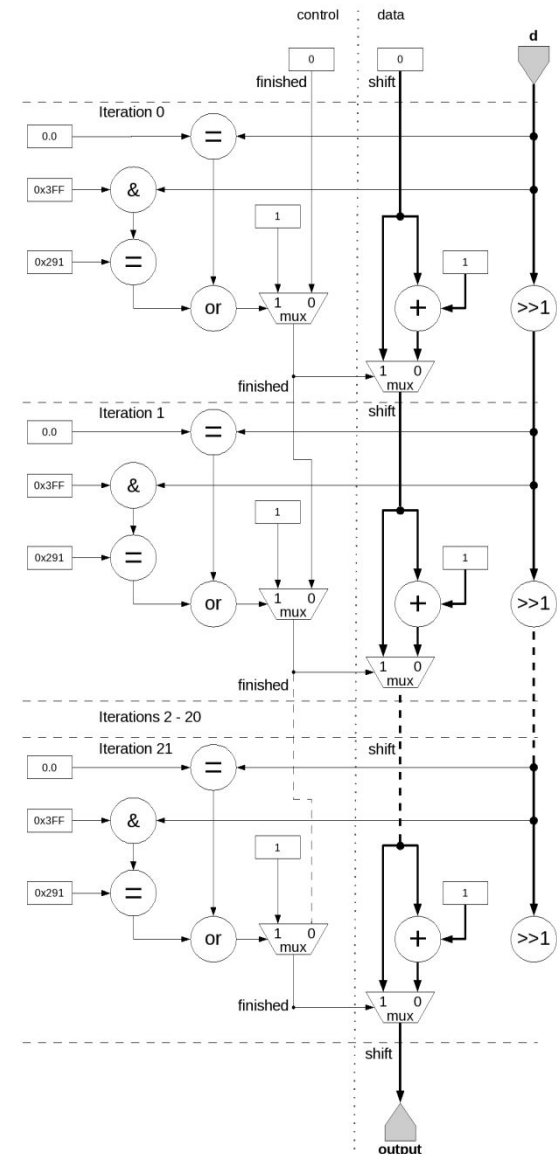 control data
d
0 0
finished shift
Iteration 0
0.0 =
0x3FF &
1
0x291 = 1
or 1 0 + >>1
mux
1 0
finished mux
Iteration 1 shift
0.0 =
0x3FF &
1
0x291 = 1
or 1 0 + >>1
mux
1 0
finished mux
Iterations 2 - 20
Iteration 21 shift
0.0 =
0x3FF &
1
0x291 = 1
or 1 0 + >>1
mux
1 0
finished mux
shift
output